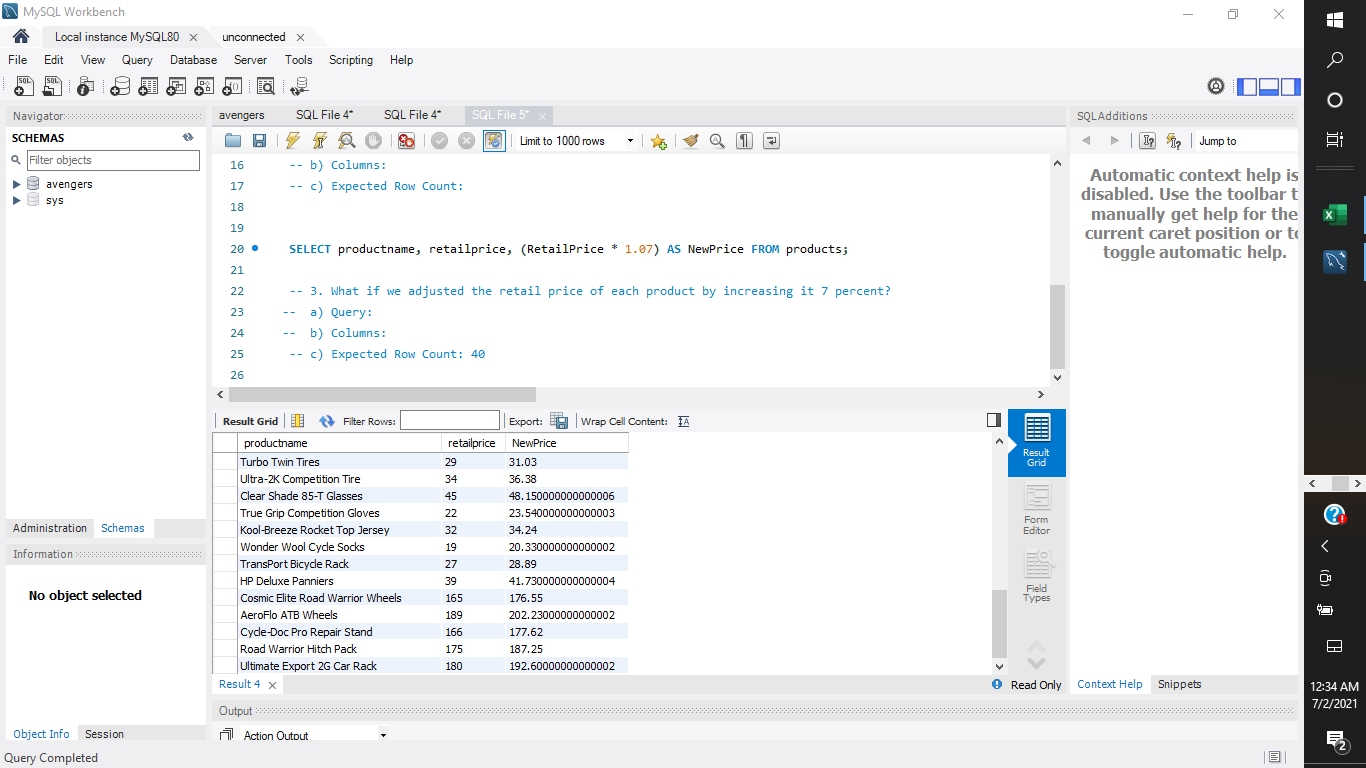 MySQL Workbench
Local instance MySQL80
unconnected
File Edit View Query Database Server Tools Scripting Help
Navigator
SCHEMAS
Filter objects
avengers
sys
Administration Schemas
Information
No object selected
Object Info Session
Query Completed
avengers SQL File 4* SQL File 4* SQL File 5*
Limit to 1000 rows
16 -- b) Columns:
17 -- c) Expected Row Count:
18
19
20 SELECT productname, retailprice, (RetailPrice * 1.07) AS NewPrice FROM products;
21
22 -- 3. What if we adjusted the retail price of each product by increasing it 7 percent?
23 -- a) Query:
24 -- b) Columns:
25 -- c) Expected Row Count: 40
26
Result Grid Filter Rows: Export: Wrap Cell Content:
productname retailprice NewPrice
Turbo Twin Tires 29 31.03
Ultra-2K Competition Tire 34 36.38
Clear Shade 85-T Glasses 45 48.150000000000006
True Grip Competition Gloves 22 23.540000000000003
Kool-Breeze Rocket Top Jersey 32 34.24
Wonder Wool Cycle Socks 19 20.330000000000002
TransPort Bicycle Rack 27 28.89
HP Deluxe Panniers 39 41.730000000000004
Cosmic Elite Road Warrior Wheels 165 176.55
AeroFlo ATB Wheels 189 202.23000000000002
Cycle-Doc Pro Repair Stand 166 177.62
Road Warrior Hitch Pack 175 187.25
Ultimate Export 2G Car Rack 180 192.60000000000002
Result 4
Read Only
Output
Action Output
Result
Grid
Form
Editor
Field
Types
SQLAdditions
Jump to
Automatic context help is
disabled. Use the toolbar t
manually get help for the
current caret position or to
toggle automatic help.
Context Help Snippets
12:34 AM
7/2/2021
2